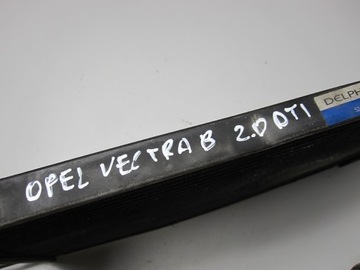 OPEL VECTRA B 2.0 DTI
DELPH